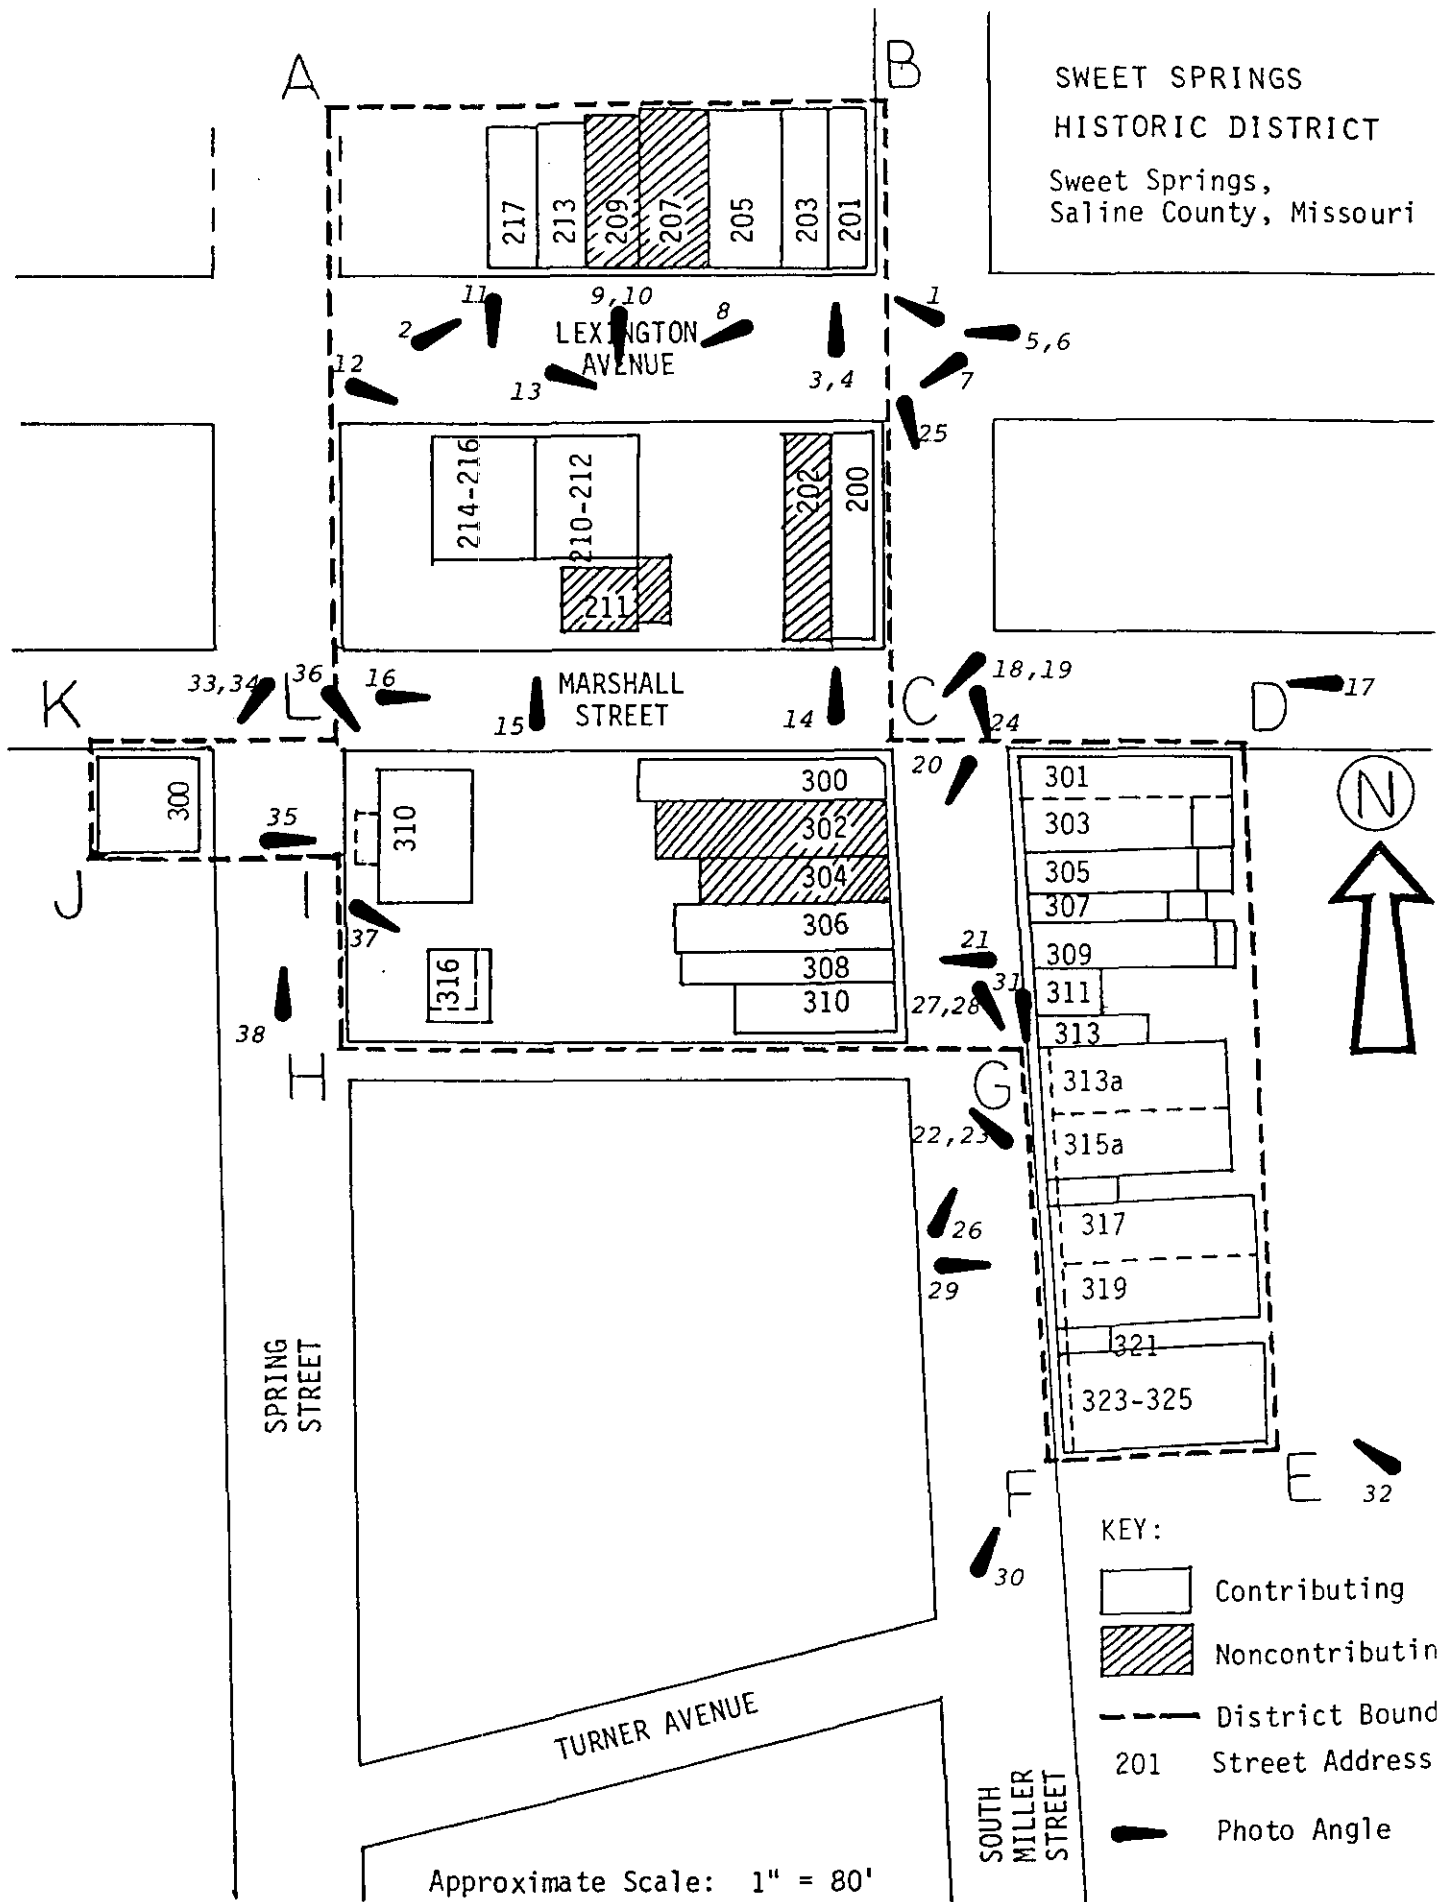 A
B
SWEET SPRINGS
HISTORIC DISTRICT
Sweet Springs,
Saline County, Missouri
217
213
209
207
205
203
201
11
9,10
8
1
2
LEXINGTON
AVENUE
5,6
12
13
3,4
7
25
214-216
210-212
202
200
211
K
33,34
36
L
16
MARSHALL
STREET
15
14
C
18,19
24
D
17
20
300
35
310
300
302
304
306
308
310
301
303
305
307
309
311
313
N
J
I
37
316
21
31
27,28
38
H
G
313a
315a
22,23
26
29
317
319
321
323-325
SPRING
STREET
F
E
32
30
KEY:
Contributing
Noncontributin
District Bound
201 Street Address
Photo Angle
TURNER AVENUE
SOUTH
MILLER
STREET
Approximate Scale: 1" = 80'